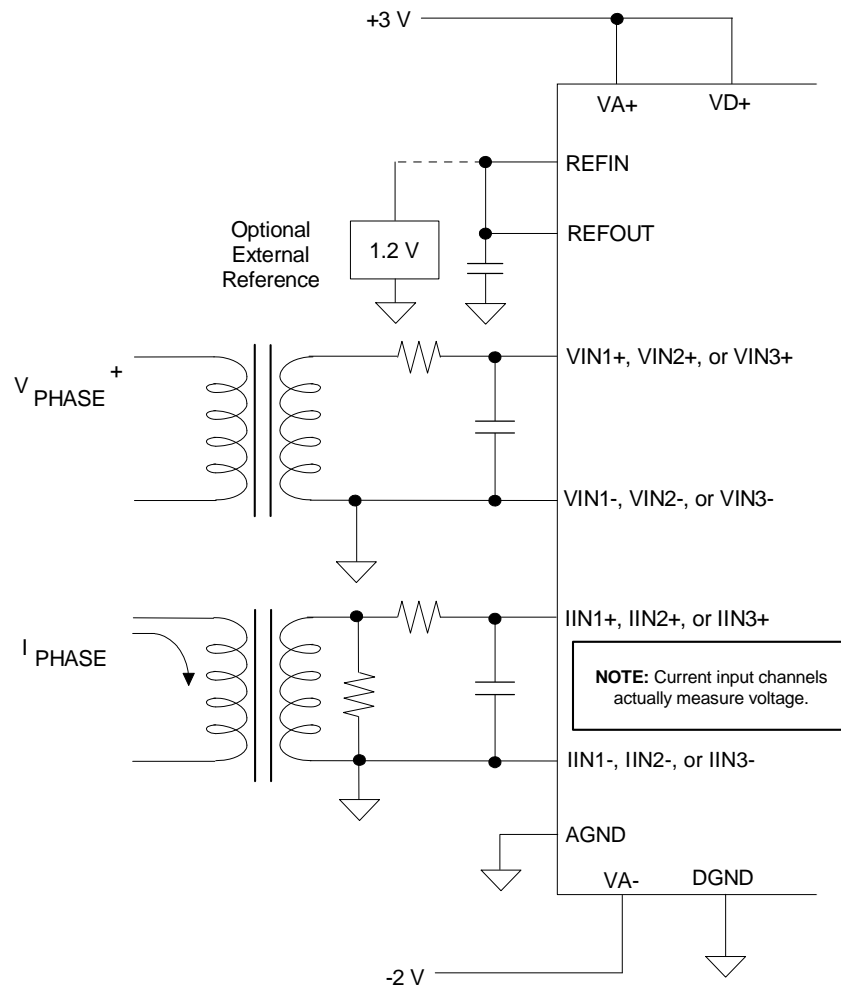 +3 V
VA+ VD+
REFIN
Optional
External
Reference
1.2 V
REFOUT
VIN1+, VIN2+, or VIN3+
+
V PHASE
VIN1-, VIN2-, or VIN3-
IIN1+, IIN2+, or IIN3+
I PHASE
NOTE: Current input channels
actually measure voltage.
IIN1-, IIN2-, or IIN3-
AGND
VA- DGND
-2 V